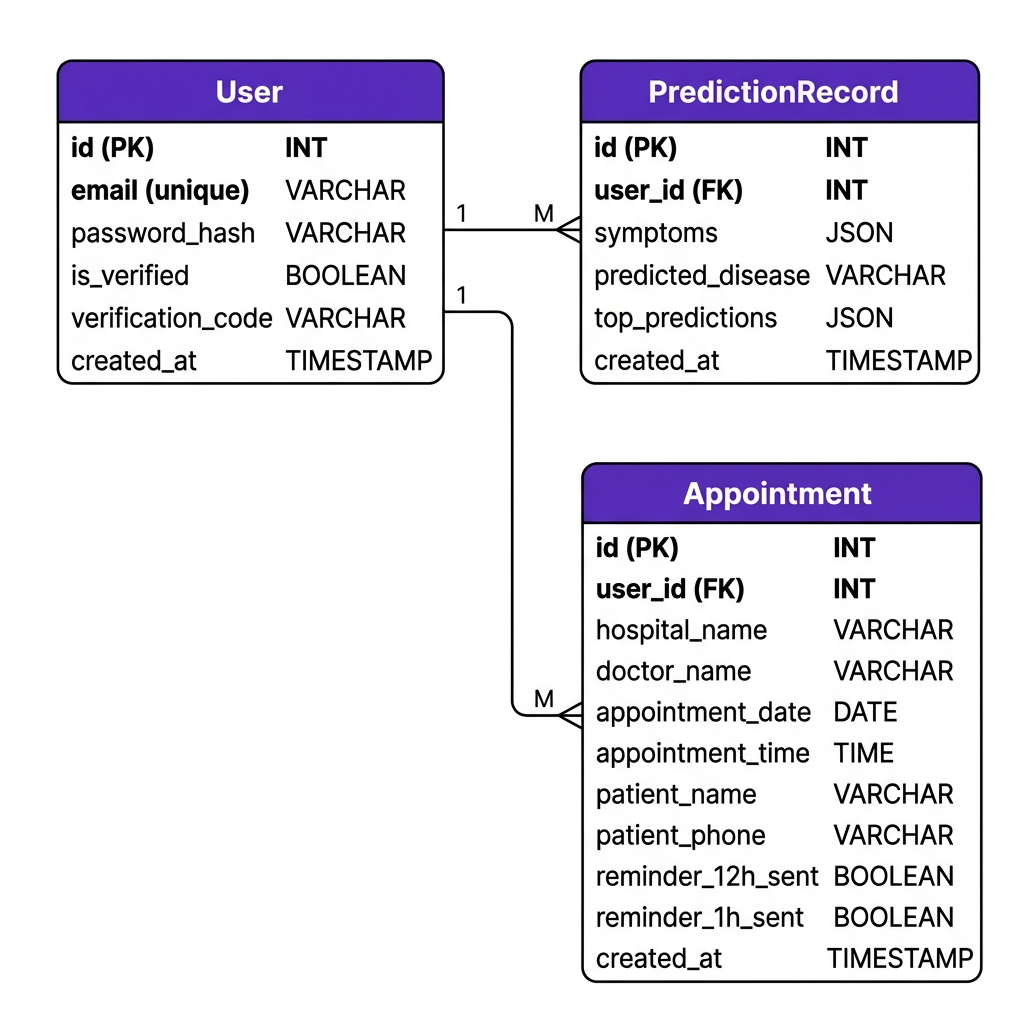 User
id (PK) INT
email (unique) VARCHAR
password_hash VARCHAR
is_verified BOOLEAN
verification_code VARCHAR
created_at TIMESTAMP
1 M
1
PredictionRecord
id (PK) INT
user_id (FK) INT
symptoms JSON
predicted_disease VARCHAR
top_predictions JSON
created_at TIMESTAMP
M
Appointment
id (PK) INT
user_id (FK) INT
hospital_name VARCHAR
doctor_name VARCHAR
appointment_date DATE
appointment_time TIME
patient_name VARCHAR
patient_phone VARCHAR
reminder_12h_sent BOOLEAN
reminder_1h_sent BOOLEAN
created_at TIMESTAMP